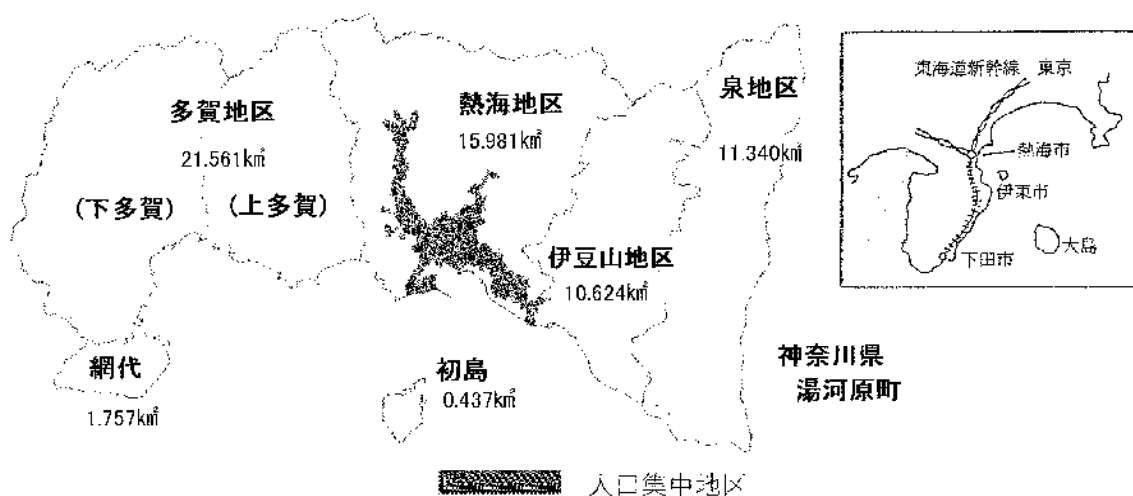 多賀地区
21.561k㎡
(下多賀)
(上多賀)
熱海地区
15.981k㎡
泉地区
11.340k㎡
伊豆山地区
10.624k㎡
網代
1.757k㎡
初島
0.437k㎡
神奈川県
湯河原町
人口集中地区
東海道新幹線 東京
熱海市
伊東市
大島
下田市